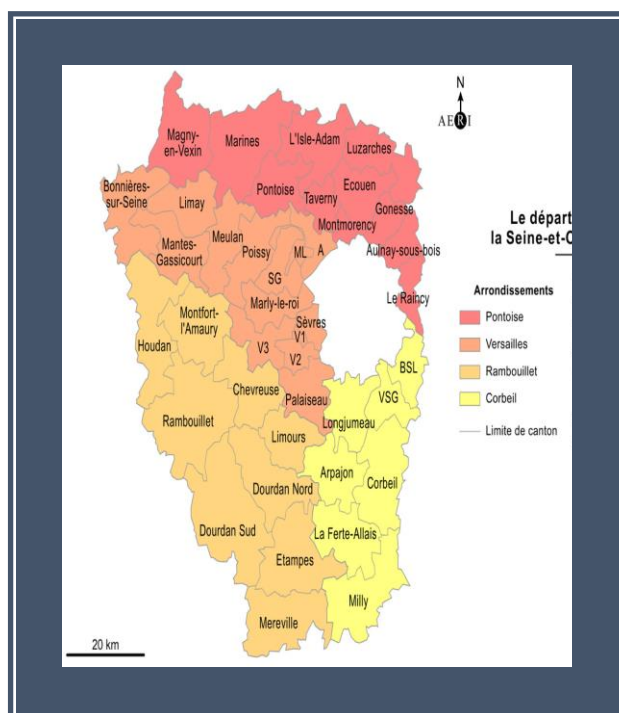 N
AERI
Magny-
en-Vexin
Marines
L'Isle-Adam
Luzarches
Bonnières-
sur-Seine
Limay
Pontoise
Taverny
Ecouen
Gonesse
Montmorency
Aulnay-sous-bois
Le Raincy
Mantes-
Gassicourt
Meulan
Poissy
ML
A
SG
Marly-le-roi
Sèvres
V1
V2
V3
Palaiseau
Houdan
Montfort-
l'Amaury
Chevreuse
Rambouillet
Limours
Dourdan Nord
Dourdan Sud
Etampes
Mereville
BSL
VSG
Longjumeau
Arpajon
Corbeil
La Ferte-Allais
Milly
Le départ
la Seine-et-O
Arrondissements
Pontoise
Versailles
Rambouillet
Corbeil
Limite de canton
20 km